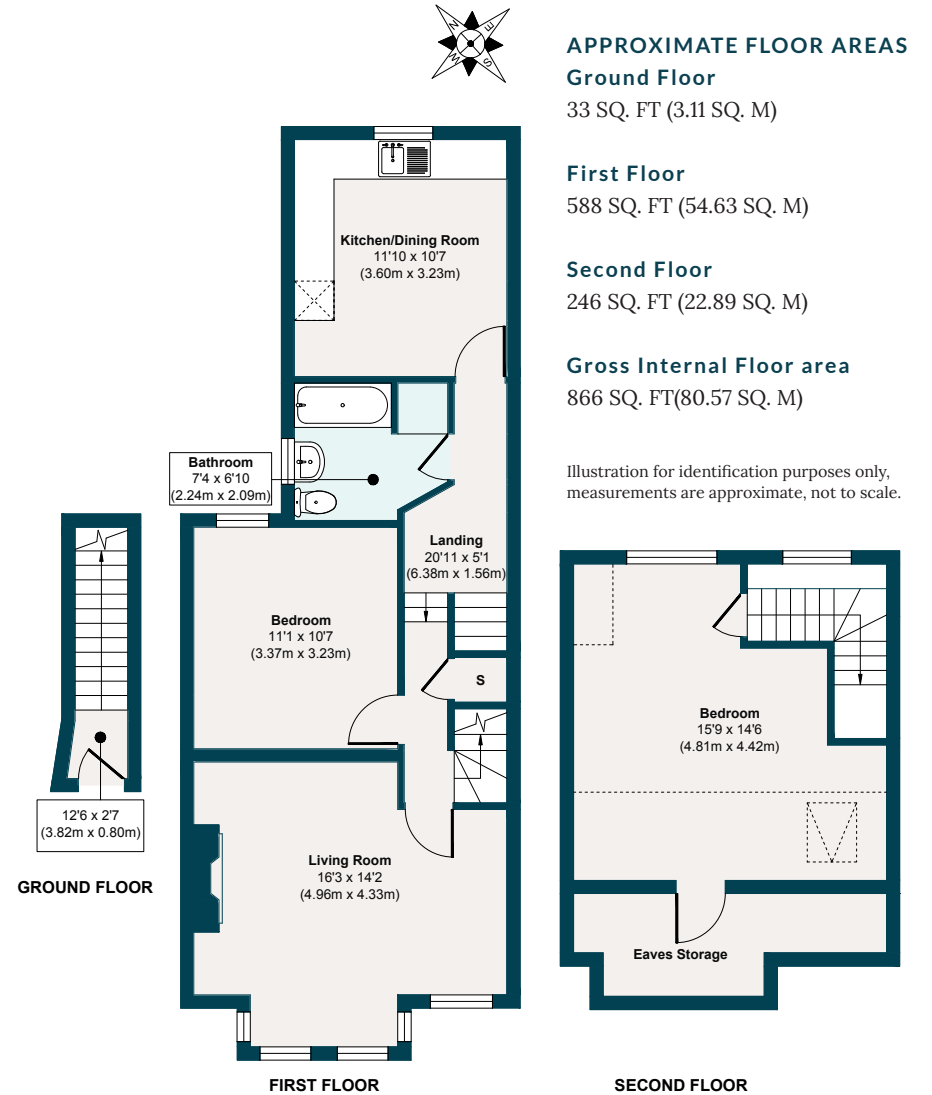 N
E
S
W
APPROXIMATE FLOOR AREAS
Ground Floor
33 SQ. FT (3.11 SQ. M)
First Floor
588 SQ. FT (54.63 SQ. M)
Second Floor
246 SQ. FT (22.89 SQ. M)
Gross Internal Floor area
866 SQ. FT(80.57 SQ. M)
Illustration for identification purposes only,
measurements are approximate, not to scale.
Kitchen/Dining Room
11'10 x 10'7
(3.60m x 3.23m)
Bathroom
7'4 x 6'10
(2.24m x 2.09m)
Landing
20'11 x 5'1
(6.38m x 1.56m)
Bedroom
11'1 x 10'7
(3.37m x 3.23m)
S
Living Room
16'3 x 14'2
(4.96m x 4.33m)
FIRST FLOOR
12'6 x 2'7
(3.82m x 0.80m)
GROUND FLOOR
Bedroom
15'9 x 14'6
(4.81m x 4.42m)
Eaves Storage
SECOND FLOOR